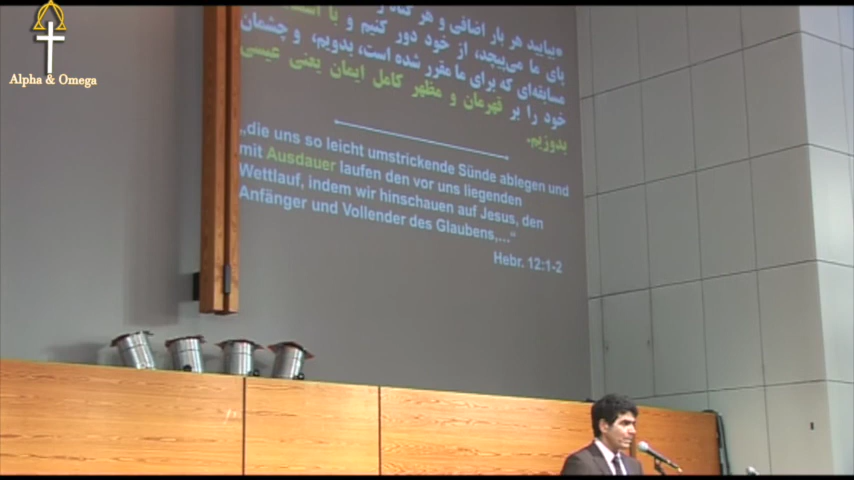 Alpha & Omega
«بیایید هر بار اضافی و هر گناه را
پای ما می‌پیچد، از خود دور کنیم و با
مسابقه‌ای که برای ما مقرر شده است، بدویم، و چشمان
خود را بر قهرمان و مظهر کامل ایمان یعنی عیسی
بدوزیم.
„die uns so leicht umstrickende Sünde ablegen und
mit Ausdauer laufen den vor uns liegenden
Wettlauf, indem wir hinschauen auf Jesus, den
Anfänger und Vollender des Glaubens,...“
Hebr. 12:1-2